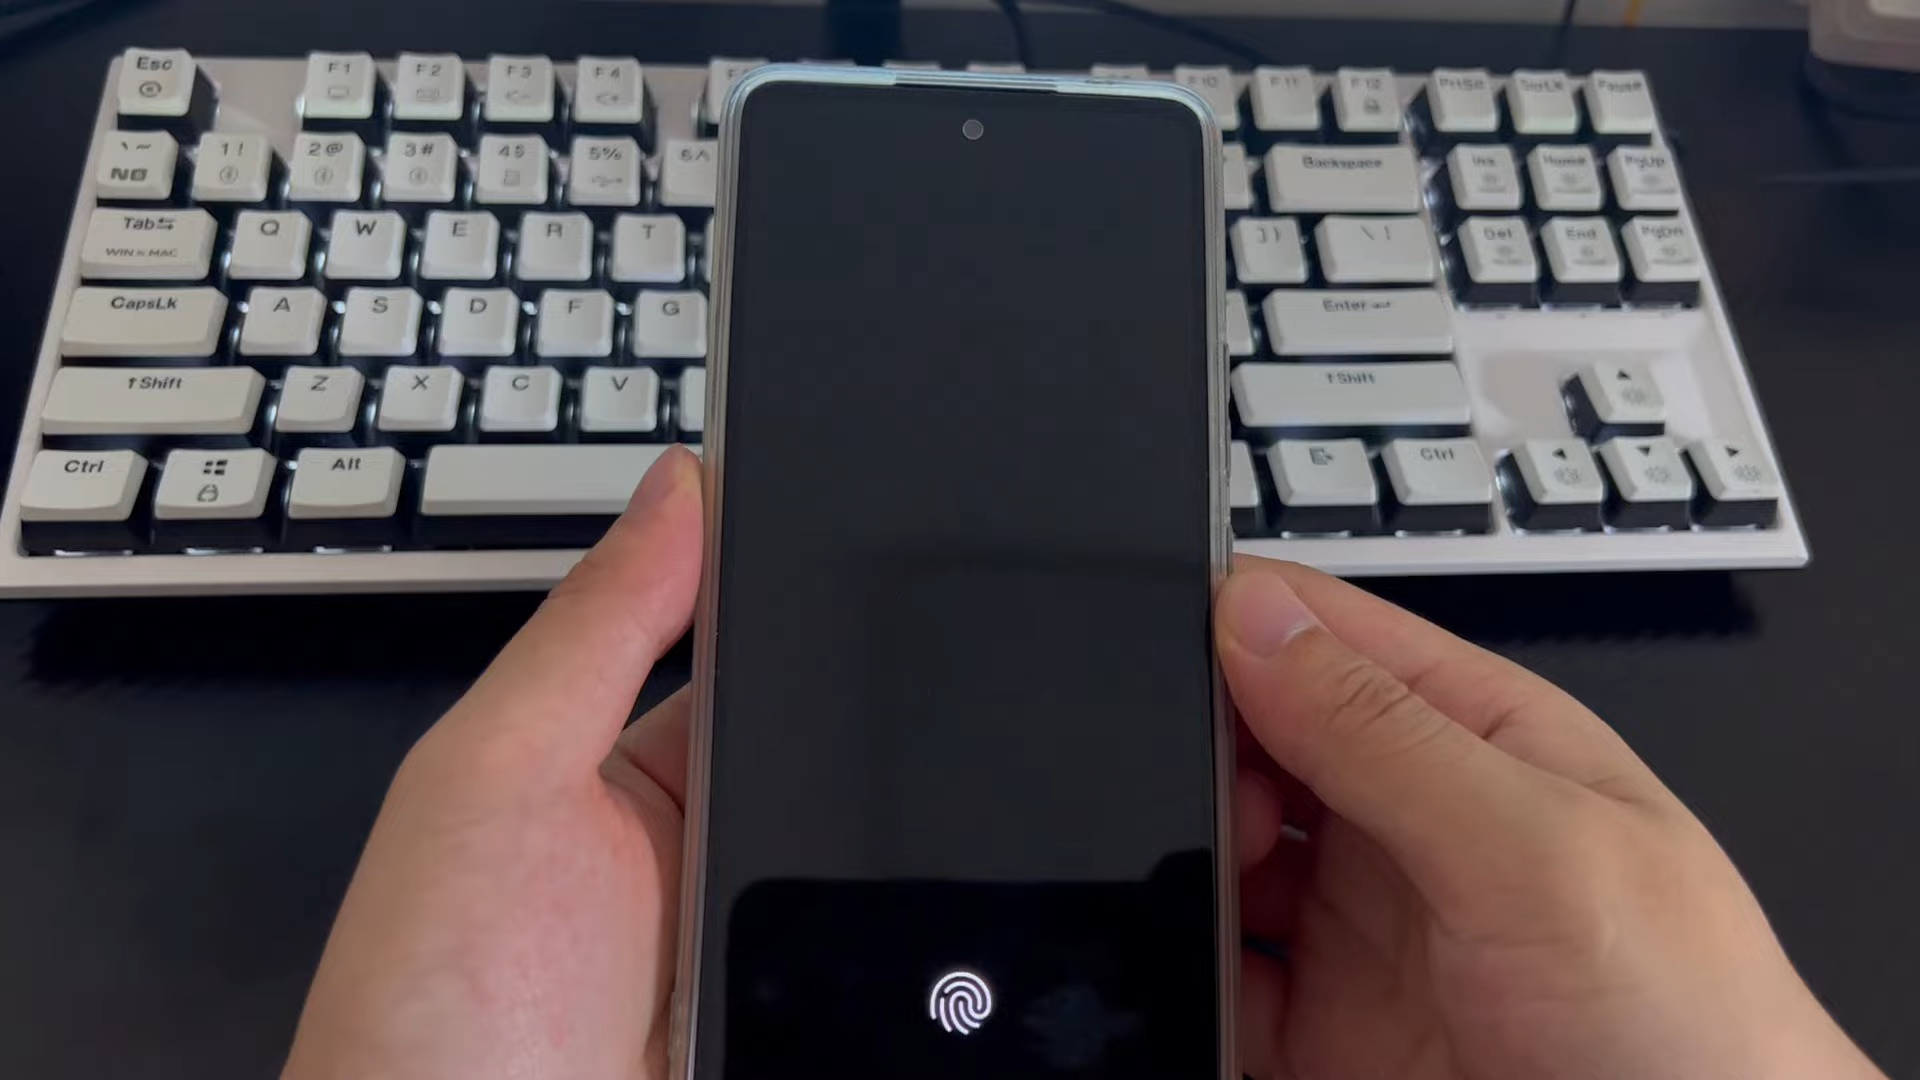 Esc F1 F2 F3 F4 F10 F11 F12 PrtSc ScrLk Pause
\ ~ 1 ! 2 @ 3 # 4 $ 5 % 6 ^ Backspace Ins Home PgUp
N@
Tab Q W E R T ] } \ | Del End PgDn
WIN MAC
CapsLk A S D F G Enter
Shift Z X C V Shift
Ctrl Alt Ctrl